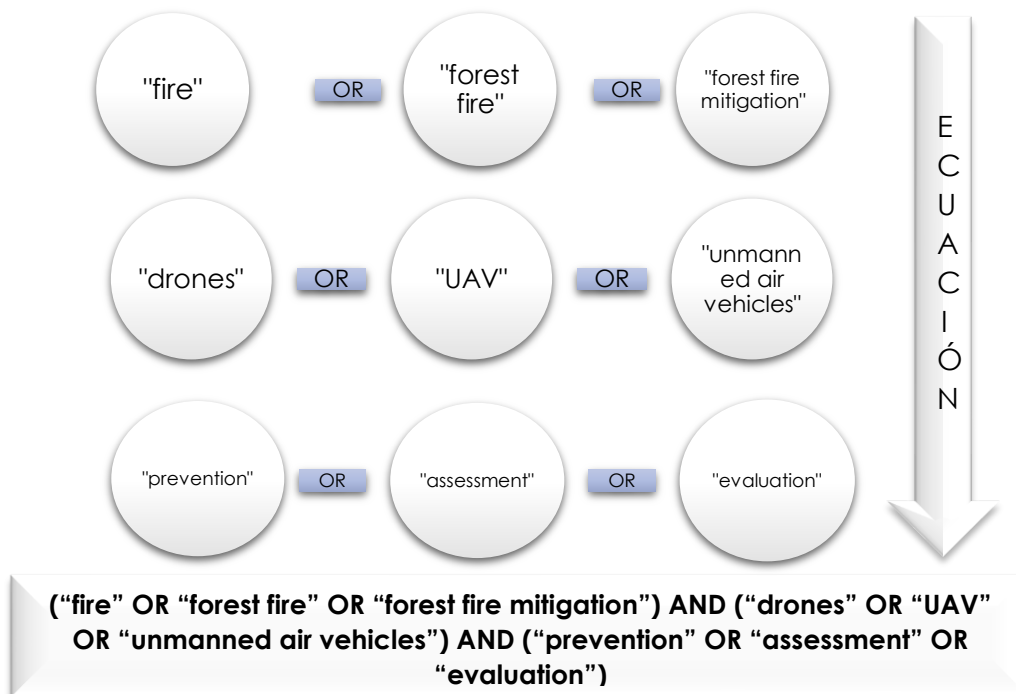 "fire"
OR
"forest
fire"
OR
"forest fire
mitigation"
"drones"
OR
"UAV"
OR
"unmann
ed air
vehicles"
"prevention"
OR
"assessment"
OR
"evaluation"
E
C
U
A
C
I
Ó
N
(“fire” OR “forest fire” OR “forest fire mitigation”) AND (“drones” OR “UAV”
OR “unmanned air vehicles”) AND (“prevention” OR “assessment” OR
“evaluation”)